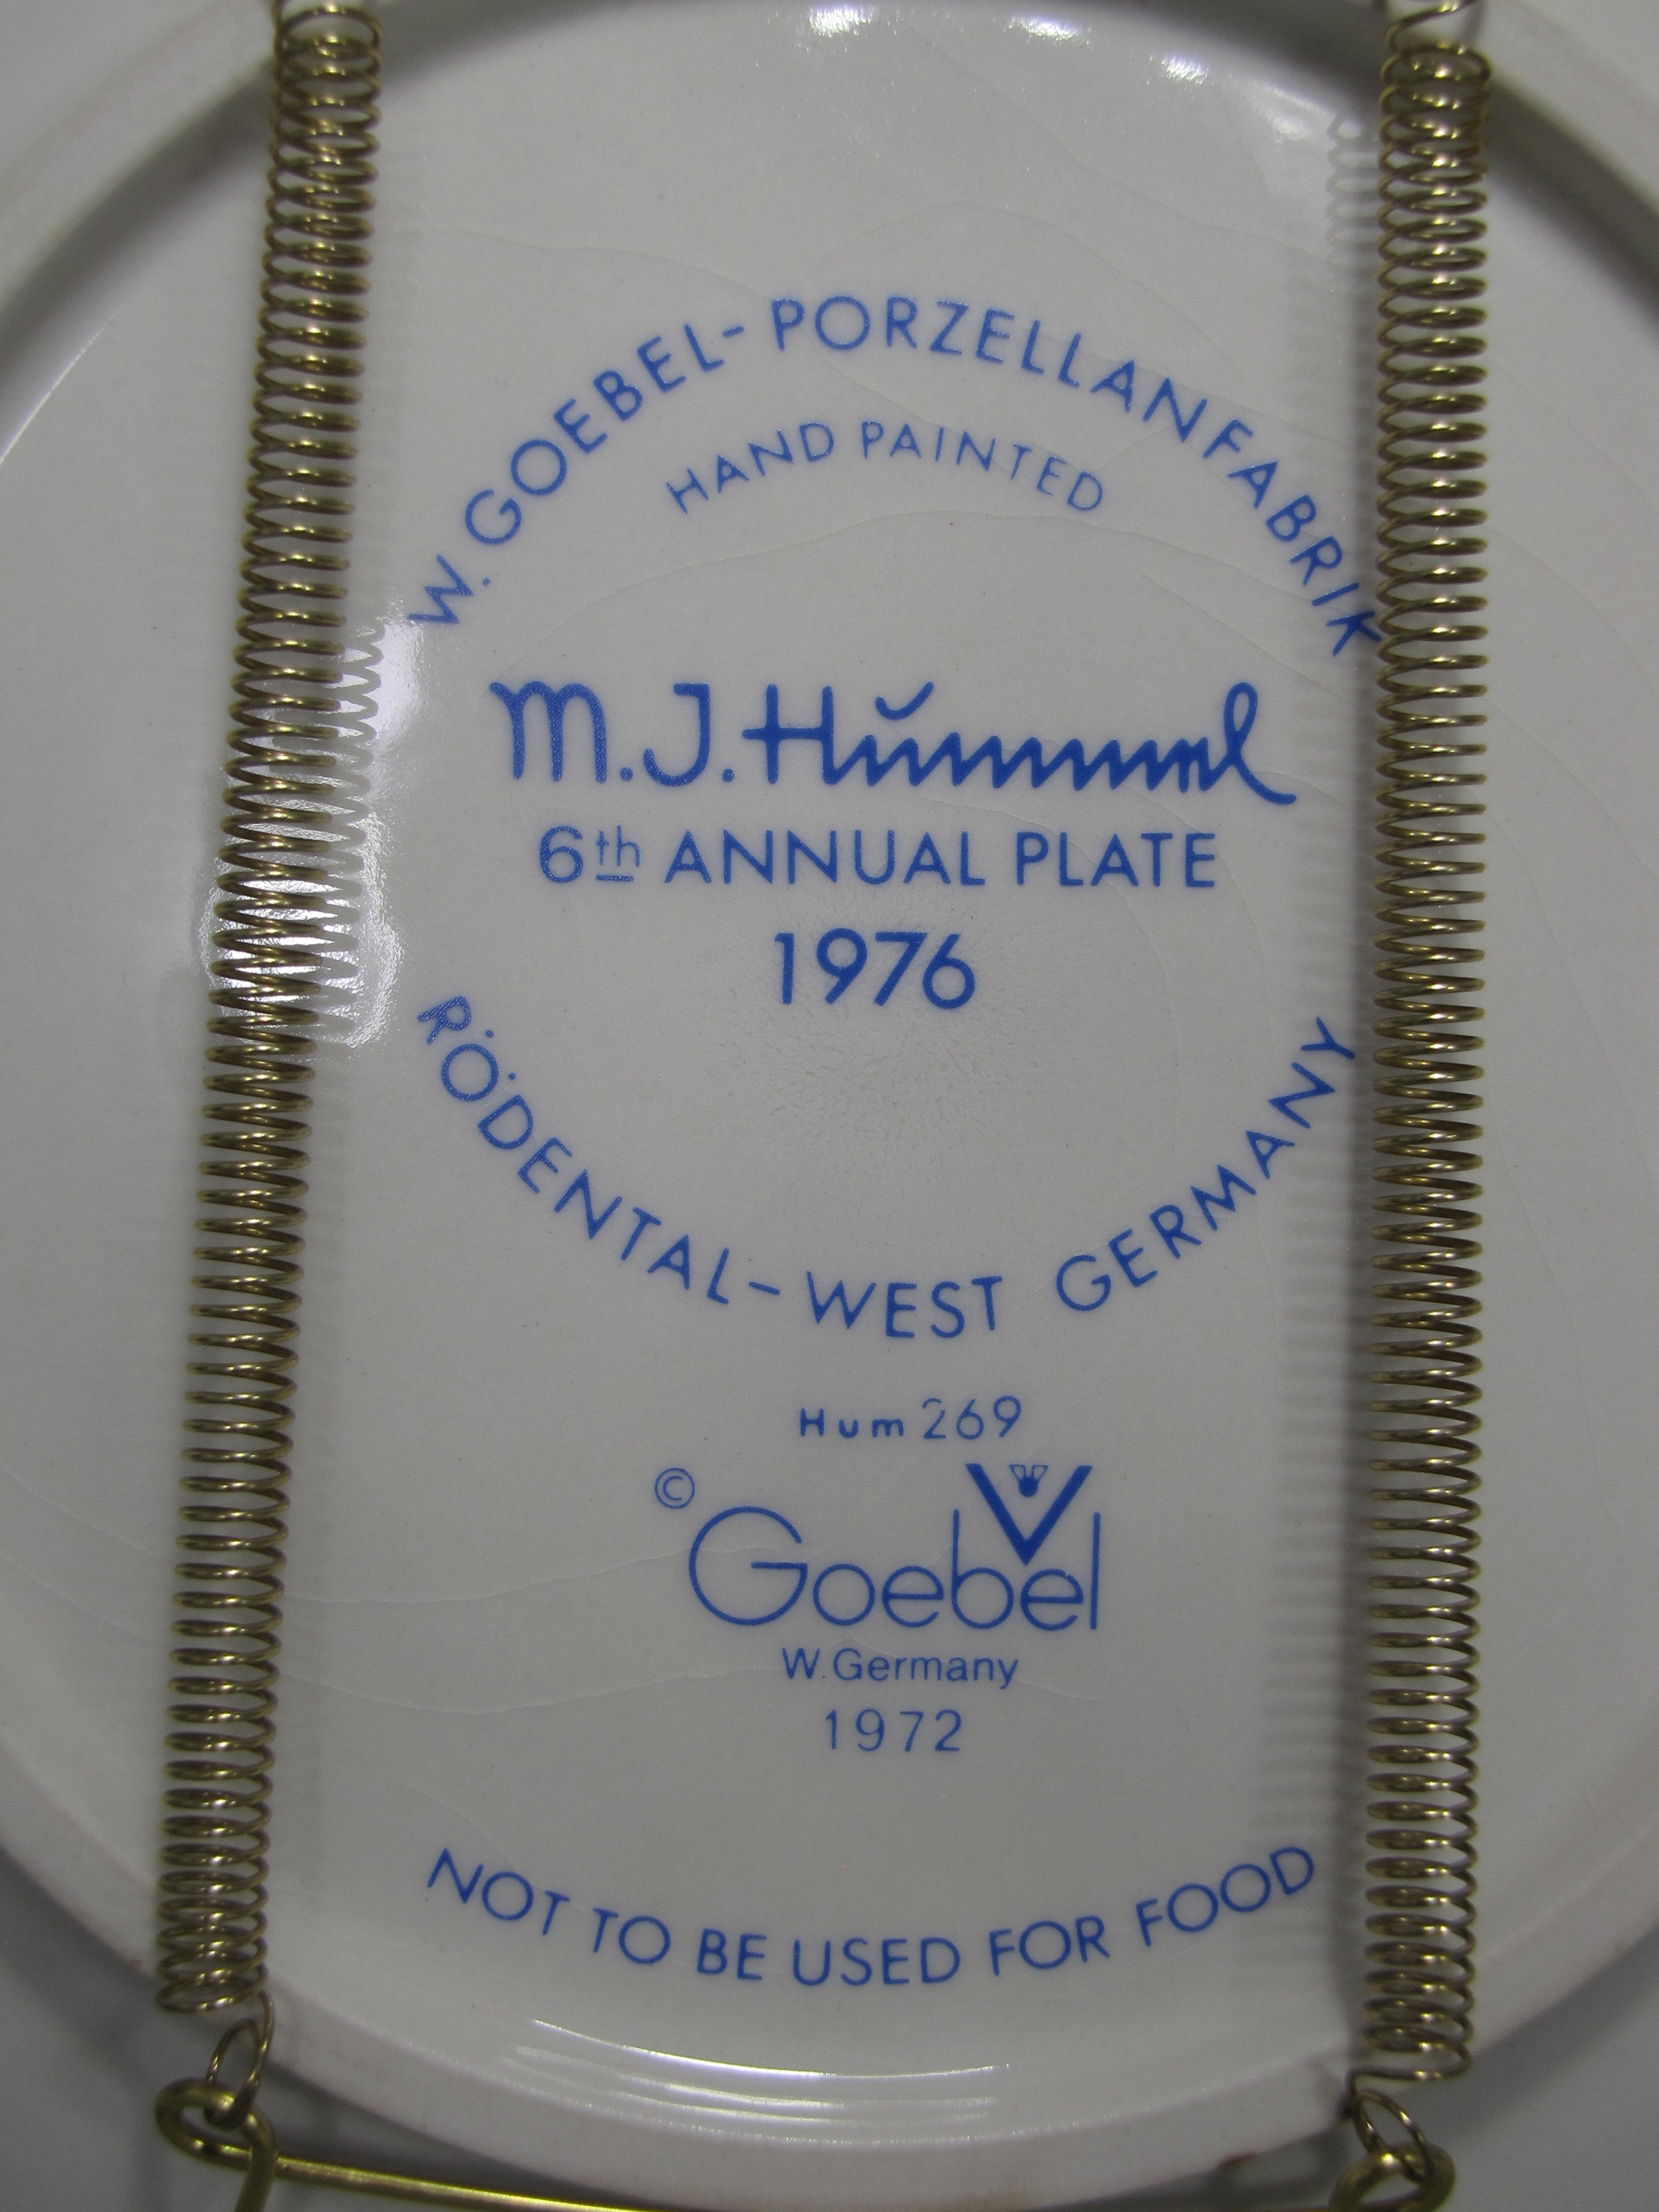 W. GOEBEL- PORZELLANFABRIK
HAND PAINTED
M.J. Hummel
6th ANNUAL PLATE
1976
RÖDENTAL - WEST GERMANY
Hum 269
© Goebel
W. Germany
1972
NOT TO BE USED FOR FOOD